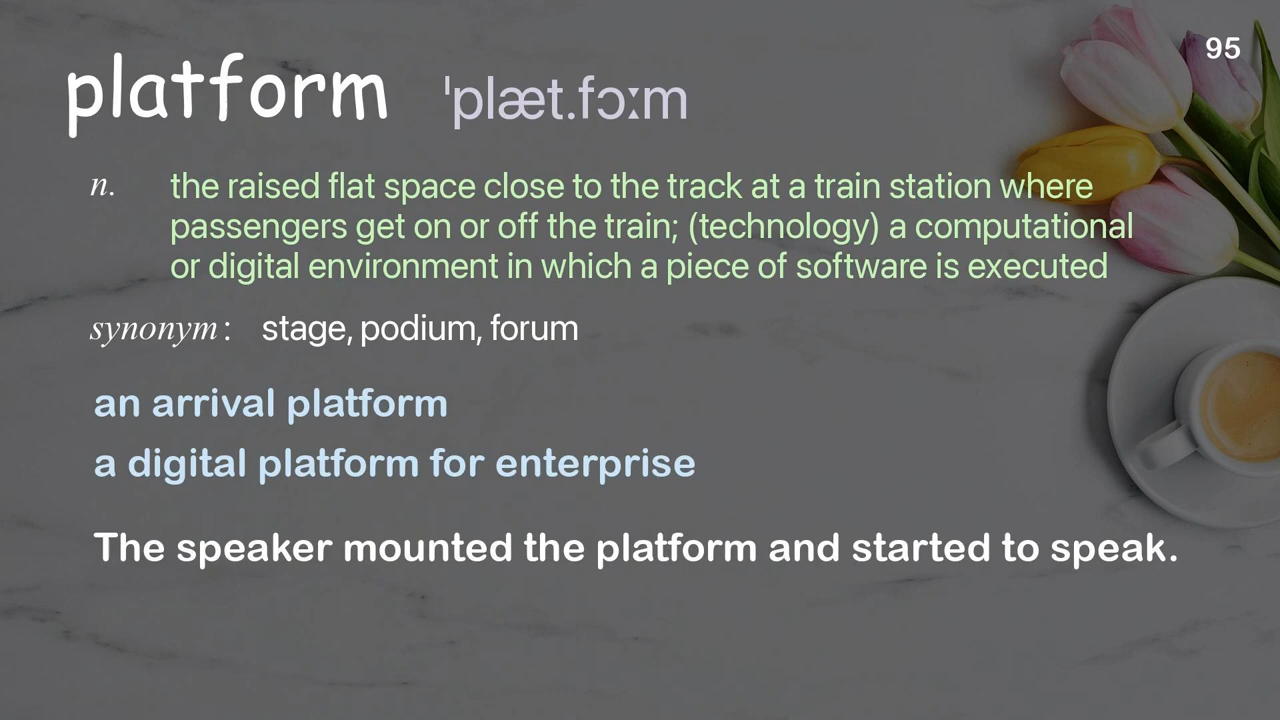 95
platform ˈplæt.fɔːm
n. the raised flat space close to the track at a train station where
passengers get on or off the train; (technology) a computational
or digital environment in which a piece of software is executed
synonym: stage, podium, forum
an arrival platform
a digital platform for enterprise
The speaker mounted the platform and started to speak.